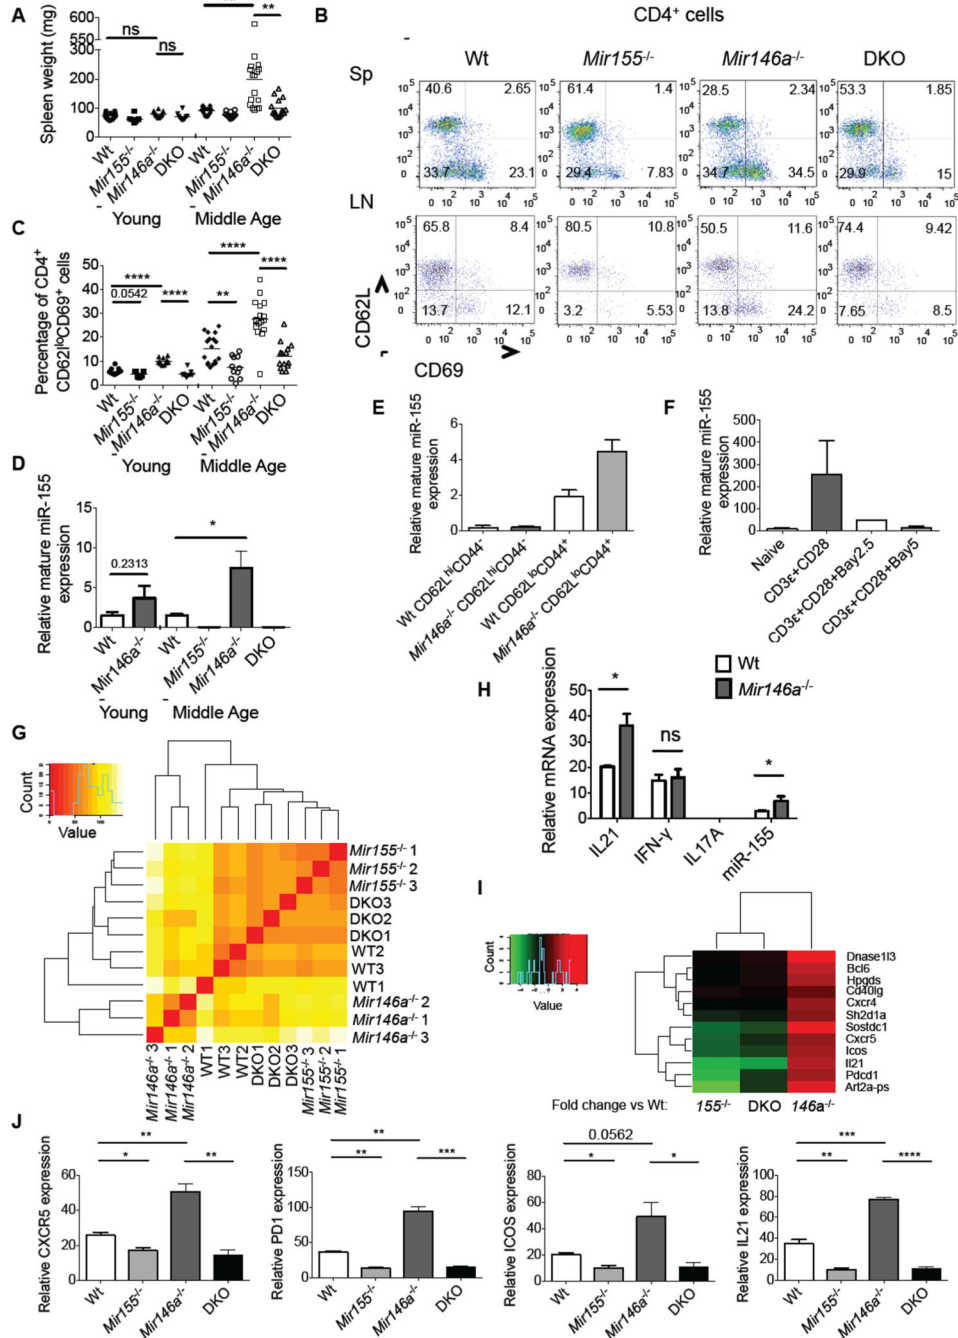 A
Spleen weight (mg)
600
550
300
200
100
0
ns
ns
**
Wt
Mir155-/-
Mir146a-/-
DKO
Wt
Mir155-/-
Mir146a-/-
DKO
Young
Middle Age
B
CD4+ cells
Wt
Mir155-/-
Mir146a-/-
DKO
Sp
40.6
2.65
33.7
23.1
61.4
1.4
29.4
7.83
28.5
2.34
34.7
34.5
53.3
1.85
29.9
15
LN
65.8
8.4
13.7
12.1
80.5
10.8
3.2
5.53
50.5
11.6
13.8
24.2
74.4
9.42
7.65
8.5
CD62L
CD69
C
Percentage of CD4+
CD62lloCD69+ cells
50
40
30
20
10
0
****
0.0542
****
****
**
****
Wt
Mir155-/-
Mir146a-/-
DKO
Wt
Mir155-/-
Mir146a-/-
DKO
Young
Middle Age
D
Relative mature miR-155
expression
15
10
5
0
0.2313
*
Wt
Mir146a-/-
Wt
Mir155-/-
Mir146a-/-
DKO
Young
Middle Age
E
Relative mature miR-155
expression
6
4
2
0
Wt CD62LhiCD44-
Mir146a-/- CD62LhiCD44-
Wt CD62LloCD44+
Mir146a-/- CD62LloCD44+
F
Relative mature miR-155
expression
500
400
300
200
100
0
Naive
CD3ε+CD28
CD3ε+CD28+Bay2.5
CD3ε+CD28+Bay5
G
Count
Value
Mir155-/- 1
Mir155-/- 2
Mir155-/- 3
DKO3
DKO2
DKO1
WT2
WT3
WT1
Mir146a-/- 2
Mir146a-/- 1
Mir146a-/- 3
Mir146a-/- 3
Mir146a-/- 1
Mir146a-/- 2
WT1
WT3
WT2
DKO1
DKO2
DKO3
Mir155-/- 3
Mir155-/- 2
Mir155-/- 1
H
Wt
Mir146a-/-
Relative mRNA expression
50
40
30
20
10
0
*
ns
*
IL21
IFN-γ
IL17A
miR-155
I
Count
Value
Dnase1l3
Bcl6
Hpgds
Cd40lg
Cxcr4
Sh2d1a
Sostdc1
Cxcr5
Icos
Il21
Pdcd1
Art2a-ps
Fold change vs Wt: 155-/- DKO 146a-/-
J
Relative CXCR5 expression
60
40
20
0
**
*
**
Wt
Mir155-/-
Mir146a-/-
DKO
Relative PD1 expression
150
100
50
0
**
**
***
Wt
Mir155-/-
Mir146a-/-
DKO
Relative ICOS expression
80
60
40
20
0
0.0562
*
*
Wt
Mir155-/-
Mir146a-/-
DKO
Relative IL21 expression
100
80
60
40
20
0
***
**
****
Wt
Mir155-/-
Mir146a-/-
DKO